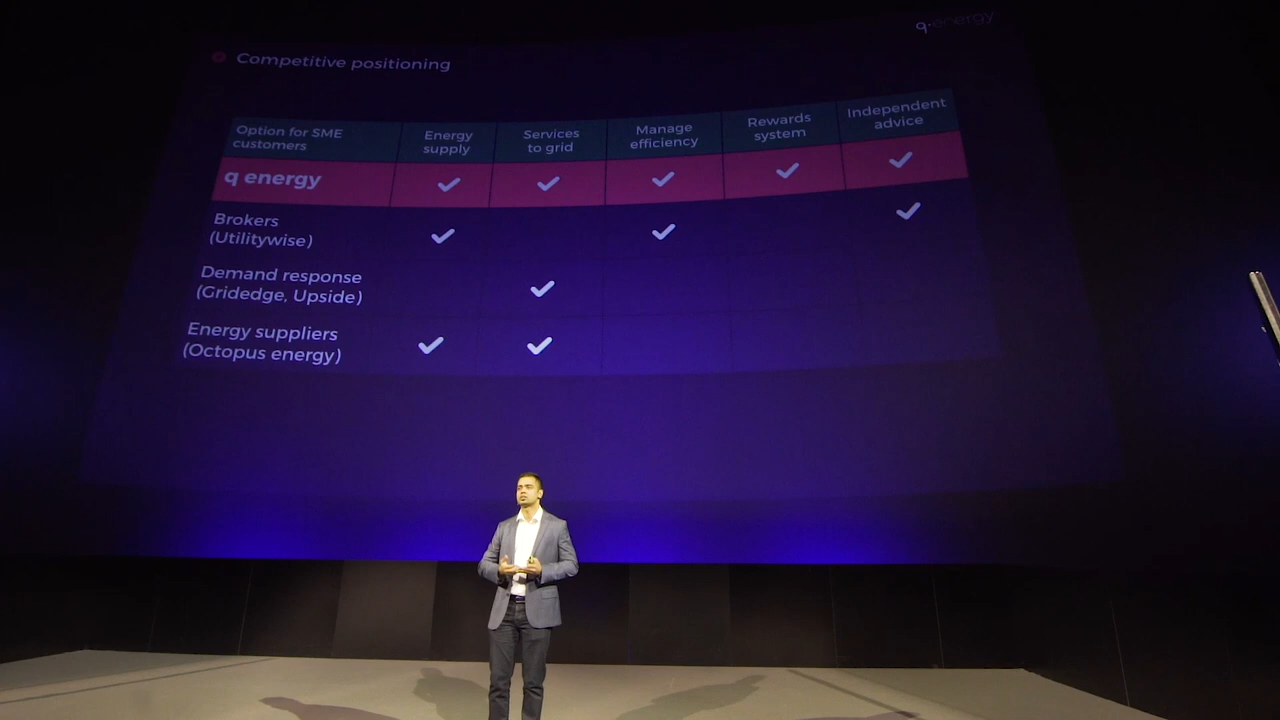 q-energy
Competitive positioning
Option for SME
customers
Energy
supply
Services
to grid
Manage
efficiency
Rewards
system
Independent
advice
q energy
Brokers
(Utilitywise)
Demand response
(Gridedge, Upside)
Energy suppliers
(Octopus energy)